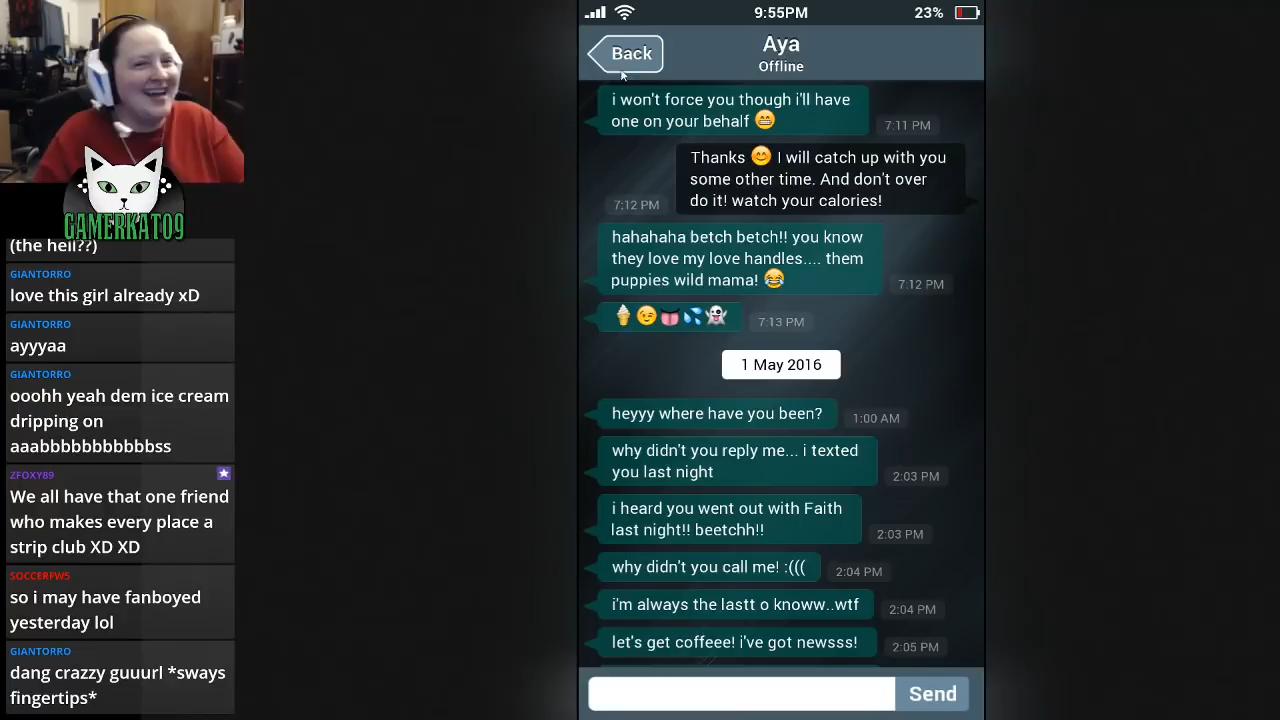 9:55PM
23%
Back
Aya
Offline
i won't force you though i'll have
one on your behalf 😁
7:11 PM
Thanks 😊 I will catch up with you
some other time. And don't over
do it! watch your calories!
7:12 PM
hahahaha betch betch!! you know
they love my love handles.... them
puppies wild mama! 😂
7:12 PM
🍦😉👅💦👻
7:13 PM
1 May 2016
heyyy where have you been?
1:00 AM
why didn't you reply me... i texted
you last night
2:03 PM
i heard you went out with Faith
last night!! beetchh!!
2:03 PM
why didn't you call me! :(((
2:04 PM
i'm always the lastt o knoww..wtf
2:04 PM
let's get coffeee! i've got newsss!
2:05 PM
Send
GAMERKAT09
(the hell??)
GIANTORRO
love this girl already xD
GIANTORRO
ayyyaa
GIANTORRO
ooohh yeah dem ice cream
dripping on
aaabbbbbbbbbbbss
ZFOXY89
We all have that one friend
who makes every place a
strip club XD XD
SOCCERFW5
so i may have fanboyed
yesterday lol
GIANTORRO
dang crazzy guuurl *sways
fingertips*